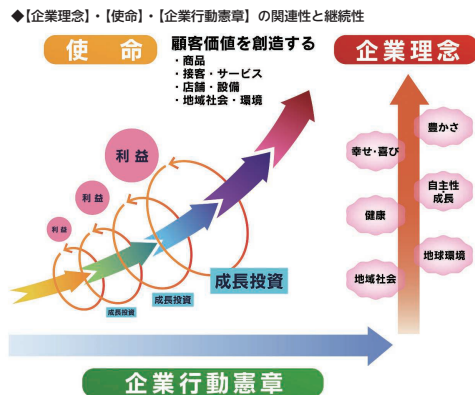 ◆【企業理念】・【使命】・【企業行動憲章】の関連性と継続性
使 命
顧客価値を創造する
・商品
・接客・サービス
・店舗・設備
・地域社会・環境
企業理念
豊かさ
幸せ・喜び
自主性
成長
健康
地球環境
地域社会
利益
利益
利益
成長投資
成長投資
成長投資
企業行動憲章